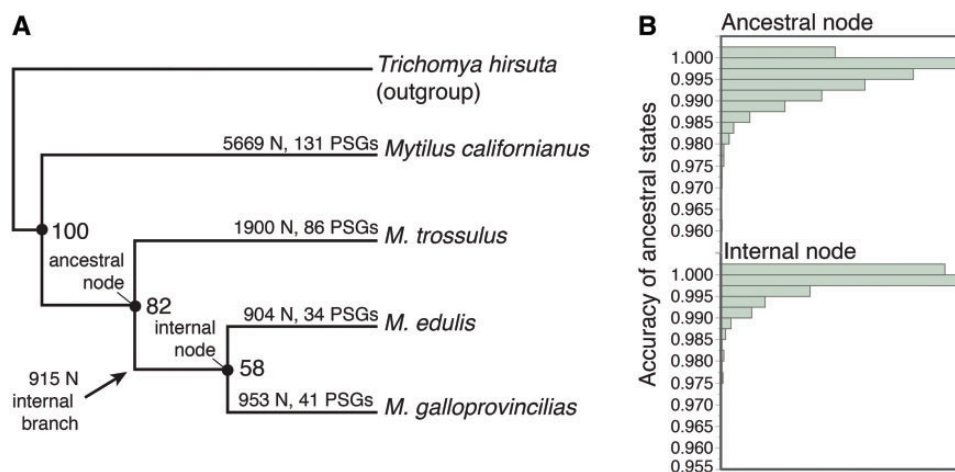 A
Trichomya hirsuta
(outgroup)
5669 N, 131 PSGs
Mytilus californianus
100
ancestral
node
1900 N, 86 PSGs
M. trossulus
82
internal
node
904 N, 34 PSGs
M. edulis
58
915 N
internal
branch
953 N, 41 PSGs
M. galloprovincilias
B
Accuracy of ancestral states
Ancestral node
1.000
0.995
0.990
0.985
0.980
0.975
0.970
0.965
0.960
Internal node
1.000
0.995
0.990
0.985
0.980
0.975
0.970
0.965
0.960
0.955